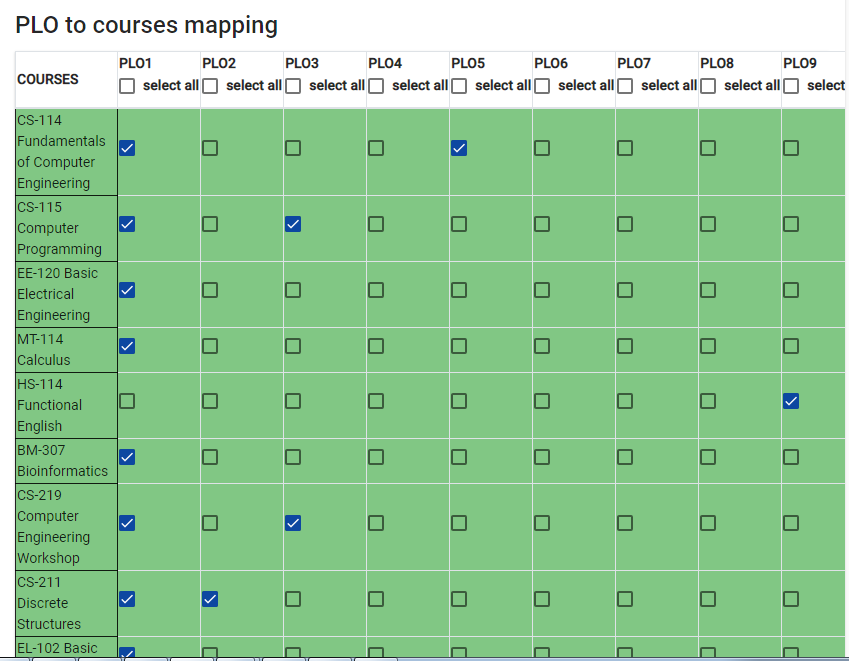 PLO to courses mapping
COURSES
PLO1 PLO2 PLO3 PLO4 PLO5 PLO6 PLO7 PLO8 PLO9
select all select all select all select all select all select all select all select all select
CS-114
Fundamentals
of Computer
Engineering
CS-115
Computer
Programming
EE-120 Basic
Electrical
Engineering
MT-114
Calculus
HS-114
Functional
English
BM-307
Bioinformatics
CS-219
Computer
Engineering
Workshop
CS-211
Discrete
Structures
EL-102 Basic